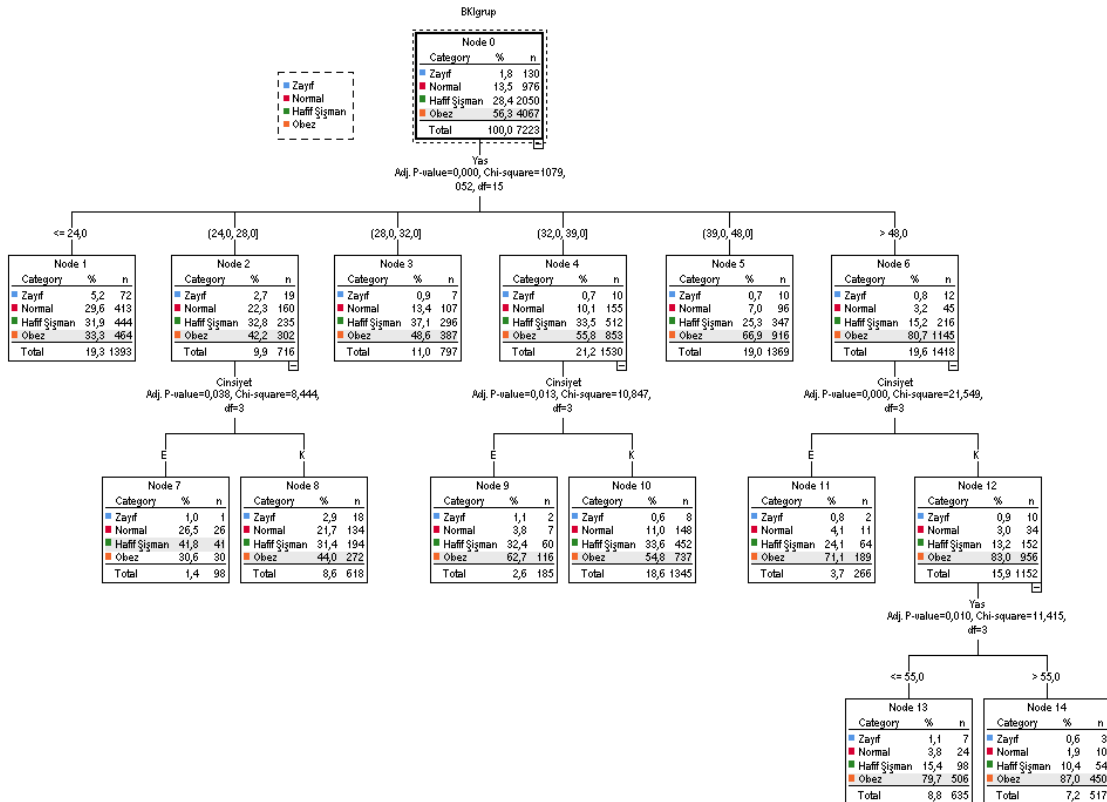 BKIgrup
Zayıf
Normal
Hafif Şişman
Obez
Node 0
Category % n
Zayıf 1,8 130
Normal 13,5 976
Hafif Şişman 28,4 2050
Obez 56,3 4067
Total 100,0 7223
Yas
Adj. P-value=0,000, Chi-square=1079,
052, df=15
<= 24,0
(24,0, 28,0]
(28,0, 32,0]
(32,0, 39,0]
(39,0, 48,0]
> 48,0
Node 1
Category % n
Zayıf 5,2 72
Normal 29,6 413
Hafif Şişman 31,9 444
Obez 33,3 464
Total 19,3 1393
Node 2
Category % n
Zayıf 2,7 19
Normal 22,3 160
Hafif Şişman 32,8 235
Obez 42,2 302
Total 9,9 716
Node 3
Category % n
Zayıf 0,9 7
Normal 13,4 107
Hafif Şişman 37,1 296
Obez 48,6 387
Total 11,0 797
Node 4
Category % n
Zayıf 0,7 10
Normal 10,1 155
Hafif Şişman 33,5 512
Obez 55,8 853
Total 21,2 1530
Node 5
Category % n
Zayıf 0,7 10
Normal 7,0 96
Hafif Şişman 25,3 347
Obez 66,9 916
Total 19,0 1369
Node 6
Category % n
Zayıf 0,8 12
Normal 3,2 45
Hafif Şişman 15,2 216
Obez 80,7 1145
Total 19,6 1418
Cinsiyet
Adj. P-value=0,038, Chi-square=8,444,
df=3
Cinsiyet
Adj. P-value=0,013, Chi-square=10,847,
df=3
Cinsiyet
Adj. P-value=0,000, Chi-square=21,549,
df=3
E
K
E
K
E
K
Node 7
Category % n
Zayıf 1,0 1
Normal 26,5 26
Hafif Şişman 41,8 41
Obez 30,6 30
Total 1,4 98
Node 8
Category % n
Zayıf 2,9 18
Normal 21,7 134
Hafif Şişman 31,4 194
Obez 44,0 272
Total 8,6 618
Node 9
Category % n
Zayıf 1,1 2
Normal 3,8 7
Hafif Şişman 32,4 60
Obez 62,7 116
Total 2,6 185
Node 10
Category % n
Zayıf 0,6 8
Normal 11,0 148
Hafif Şişman 33,6 452
Obez 54,8 737
Total 18,6 1345
Node 11
Category % n
Zayıf 0,8 2
Normal 4,1 11
Hafif Şişman 24,1 64
Obez 71,1 189
Total 3,7 266
Node 12
Category % n
Zayıf 0,9 10
Normal 3,0 34
Hafif Şişman 13,2 152
Obez 83,0 956
Total 15,9 1152
Yas
Adj. P-value=0,010, Chi-square=11,415,
df=3
<= 55,0
> 55,0
Node 13
Category % n
Zayıf 1,1 7
Normal 3,8 24
Hafif Şişman 15,4 98
Obez 79,7 506
Total 8,8 635
Node 14
Category % n
Zayıf 0,6 3
Normal 1,9 10
Hafif Şişman 10,4 54
Obez 87,0 450
Total 7,2 517